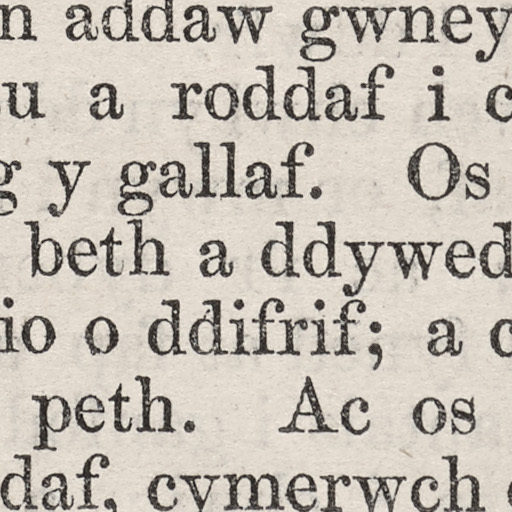 n addaw gwney
u a roddaf i c
g y gallaf. Os
beth a ddywed
io o ddifrif; a c
peth. Ac os
daf, cymerwch